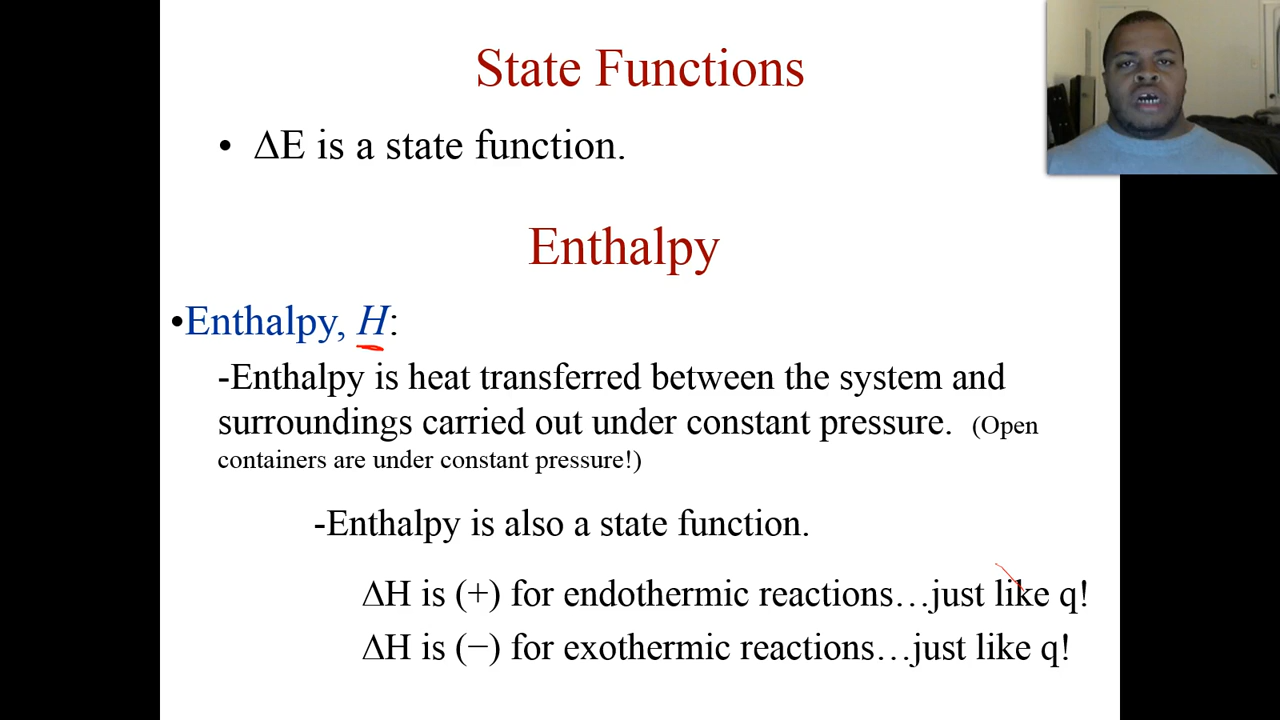 State Functions
• ΔE is a state function.
Enthalpy
•Enthalpy, H:
-Enthalpy is heat transferred between the system and
surroundings carried out under constant pressure. (Open
containers are under constant pressure!)
-Enthalpy is also a state function.
ΔH is (+) for endothermic reactions…just like q!
ΔH is (−) for exothermic reactions…just like q!